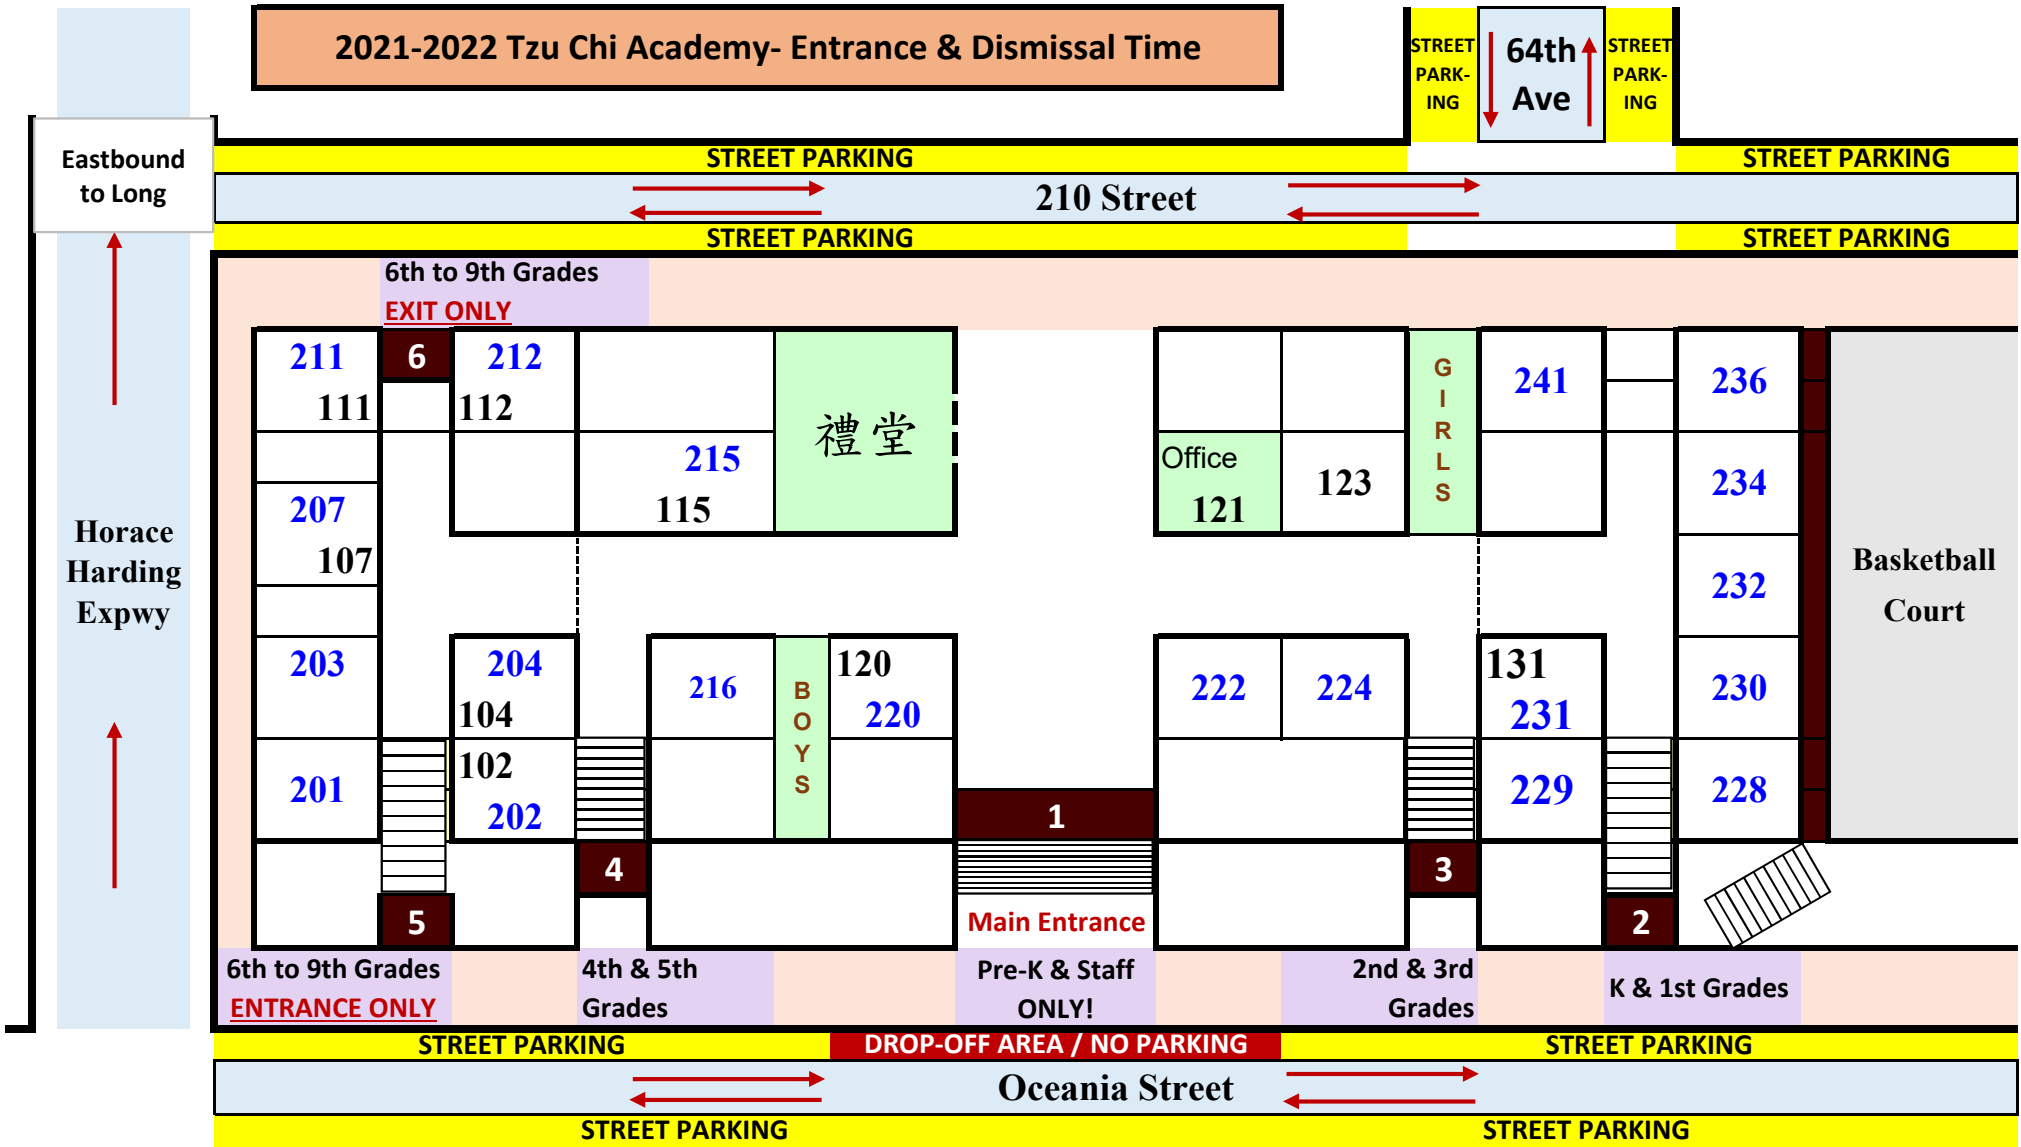 2021-2022 Tzu Chi Academy- Entrance & Dismissal Time
STREET
PARK-
ING
64th
Ave
STREET
PARK-
ING
Eastbound
to Long
STREET PARKING
STREET PARKING
210 Street
STREET PARKING
STREET PARKING
6th to 9th Grades
EXIT ONLY
211
111
6
212
112
禮堂
G
I
R
L
S
241
236
215
115
Office
121
123
234
207
107
Horace
Harding
Expwy
232
Basketball
Court
203
204
104
216
B
O
Y
S
120
220
222
224
131
231
230
201
102
202
1
229
228
4
3
5
Main Entrance
2
6th to 9th Grades
ENTRANCE ONLY
4th & 5th
Grades
Pre-K & Staff
ONLY!
2nd & 3rd
Grades
K & 1st Grades
STREET PARKING
DROP-OFF AREA / NO PARKING
STREET PARKING
Oceania Street
STREET PARKING
STREET PARKING